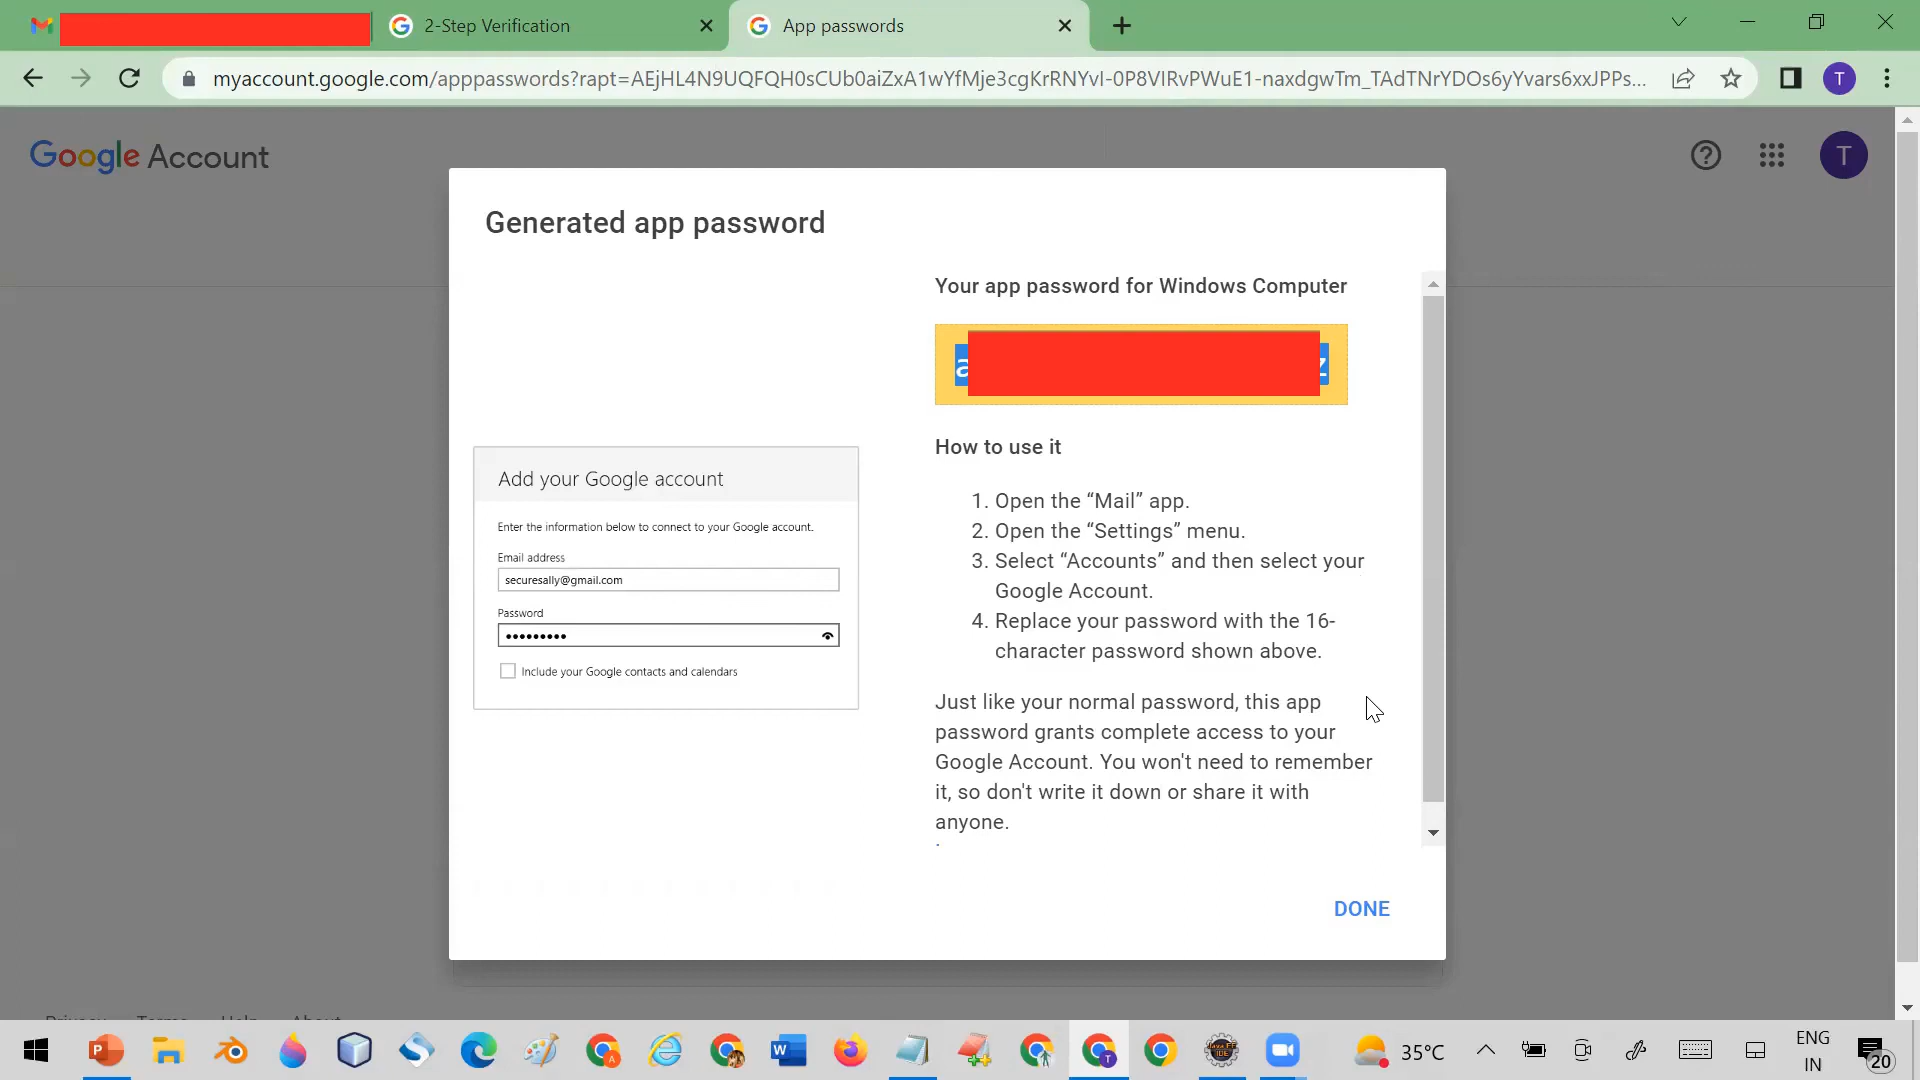 2-Step Verification
App passwords
myaccount.google.com/apppasswords?rapt=AEjHL4N9UQFQH0sCUb0aiZxA1wYfMje3cgKrRNYvI-0P8VIRvPWuE1-naxdgwTm_TAdTNrYDOs6yYvars6xxJPPs...
T
Google Account
T
Generated app password
Your app password for Windows Computer
How to use it
1. Open the “Mail” app.
2. Open the “Settings” menu.
3. Select “Accounts” and then select your
Google Account.
4. Replace your password with the 16-
character password shown above.
Just like your normal password, this app
password grants complete access to your
Google Account. You won't need to remember
it, so don't write it down or share it with
anyone.
Add your Google account
Enter the information below to connect to your Google account.
Email address
securesally@gmail.com
Password
Include your Google contacts and calendars
DONE
Privacy Terms Help About
35°C
ENG
IN
20